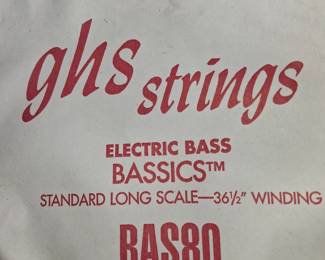 ghs strings
ELECTRIC BASS
BASSICS™
STANDARD LONG SCALE—36½" WINDING
BAS80